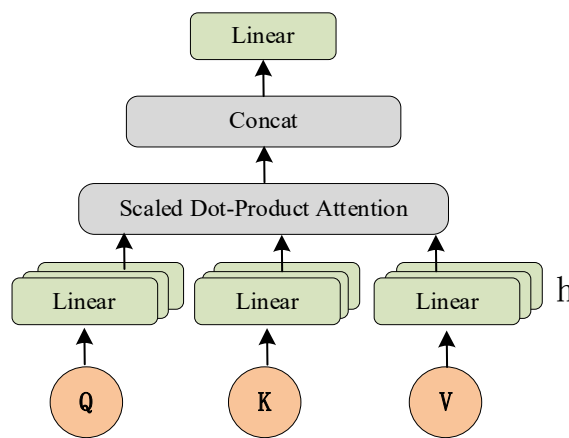 Linear
Concat
Scaled Dot-Product Attention
Linear Linear Linear h
Q K V